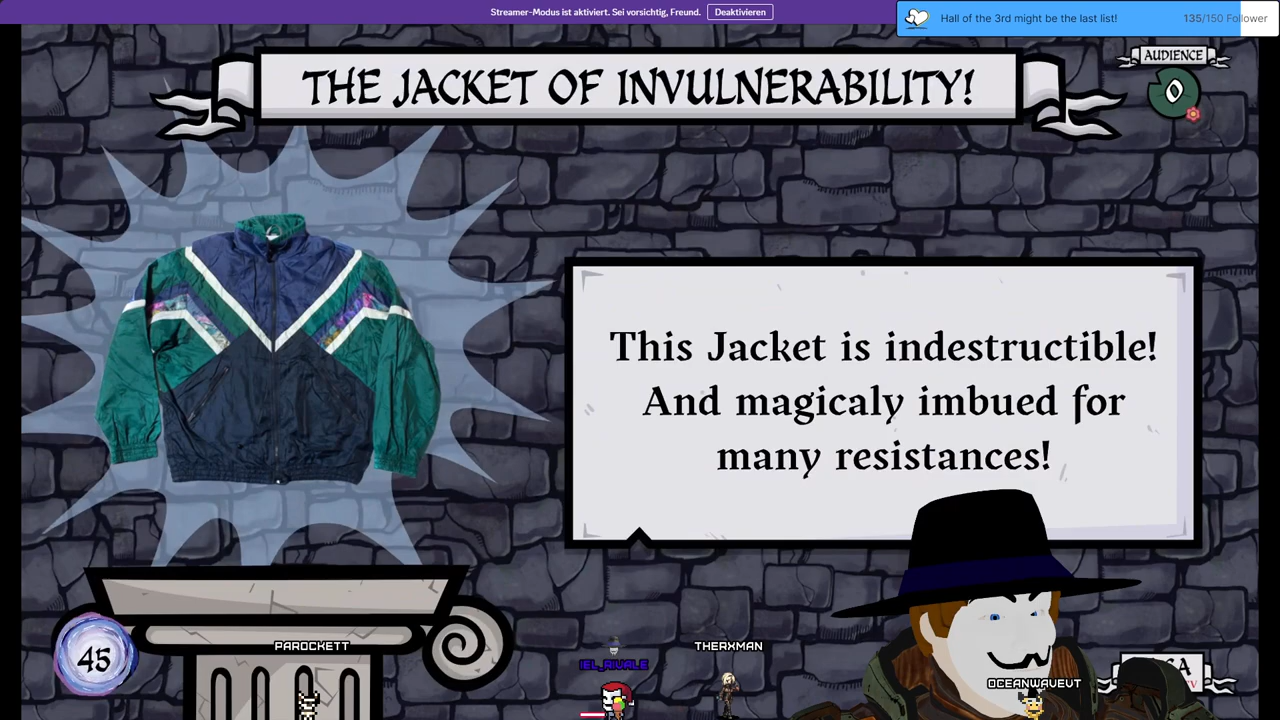 Streamer-Modus ist aktiviert. Sei vorsichtig, Freund. Deaktivieren
Hall of the 3rd might be the last list! 135/150 Follower
AUDIENCE
0
THE JACKET OF INVULNERABILITY!
This Jacket is indestructible!
And magicaly imbued for
many resistances!
45
PAROCKETT
THERXMAN
OCEANWAVEVT